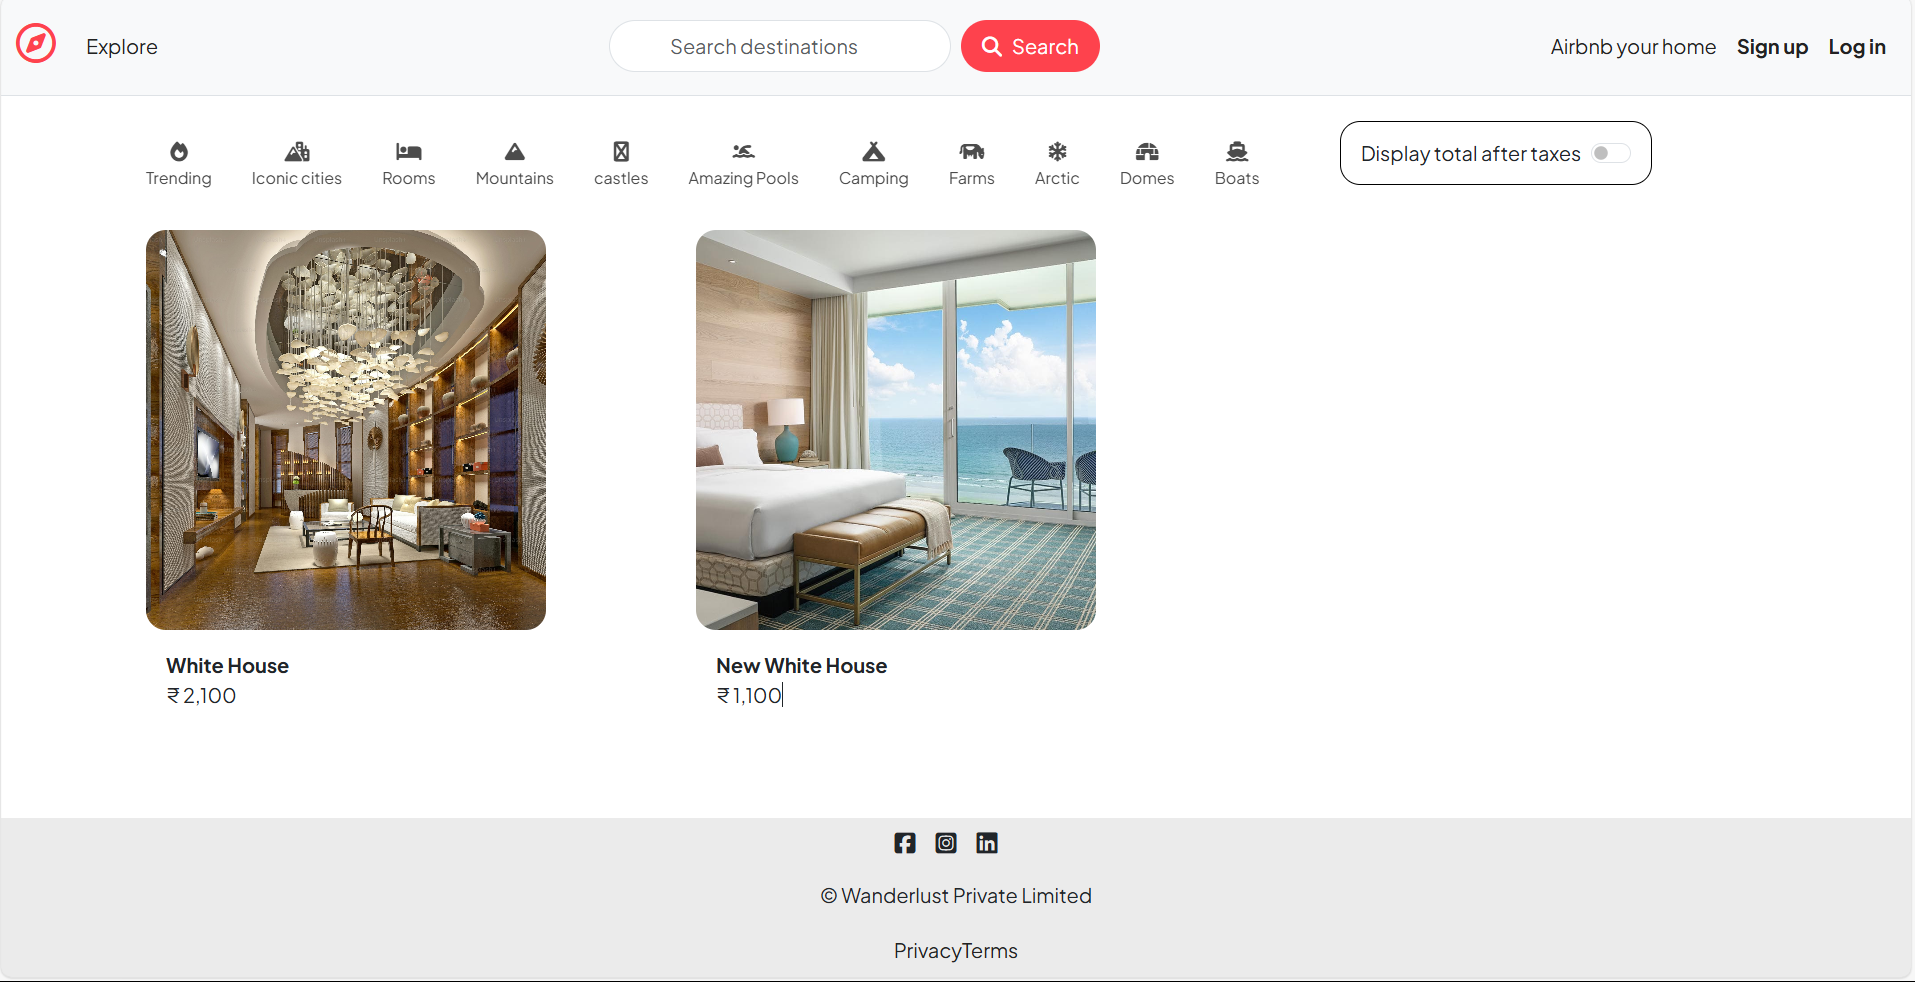 Explore
Search destinations
Search
Airbnb your home
Sign up
Log in
Trending
Iconic cities
Rooms
Mountains
castles
Amazing Pools
Camping
Farms
Arctic
Domes
Boats
Display total after taxes
White House
₹ 2,100
New White House
₹ 1,100
© Wanderlust Private Limited
PrivacyTerms